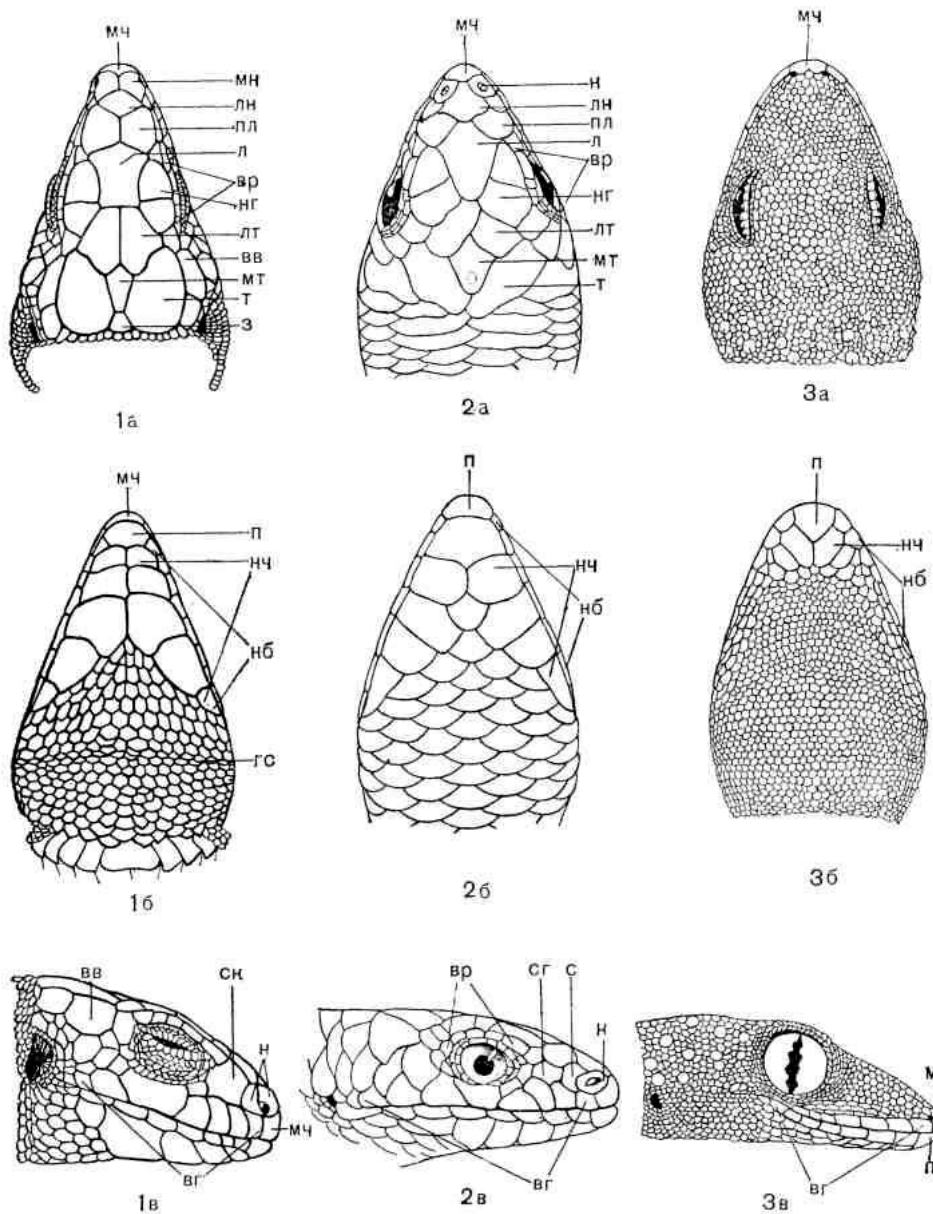 мч
мн
лн
пл
л
вр
нг
лт
вв
мт
т
з
1а
мч
н
лн
пл
л
вр
нг
лт
мт
т
2а
мч
3а
мч
п
нч
нб
гс
1б
п
нч
нб
2б
п
нч
нб
3б
вв
ск
н
мч
вг
1в
вр
сг
с
н
вг
2в
м
п
вг
3в